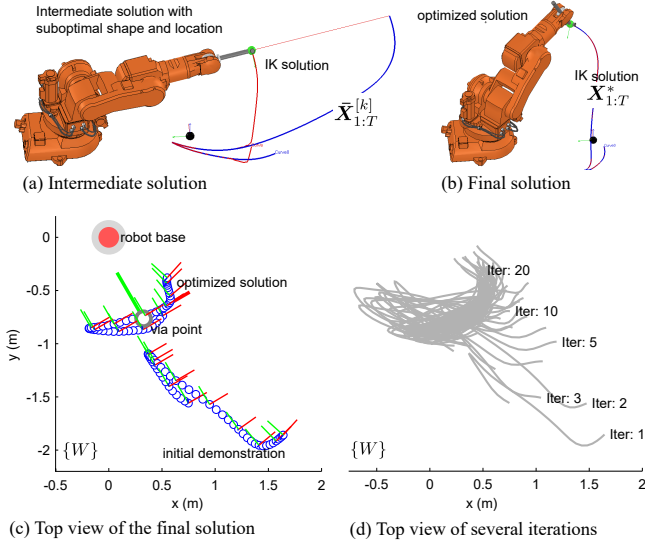 Intermediate solution with
suboptimal shape and location
IK solution
X̄[k]1:T
(a) Intermediate solution
optimized solution
IK solution
X*1:T
(b) Final solution
robot base
optimized solution
via point
initial demonstration
{W}
0
-0.5
-1
-1.5
-2
y (m)
-0.5 0 0.5 1 1.5 2
x (m)
(c) Top view of the final solution
Iter: 20
Iter: 10
Iter: 5
Iter: 3
Iter: 2
Iter: 1
{W}
-0.5 0 0.5 1 1.5 2
x (m)
(d) Top view of several iterations